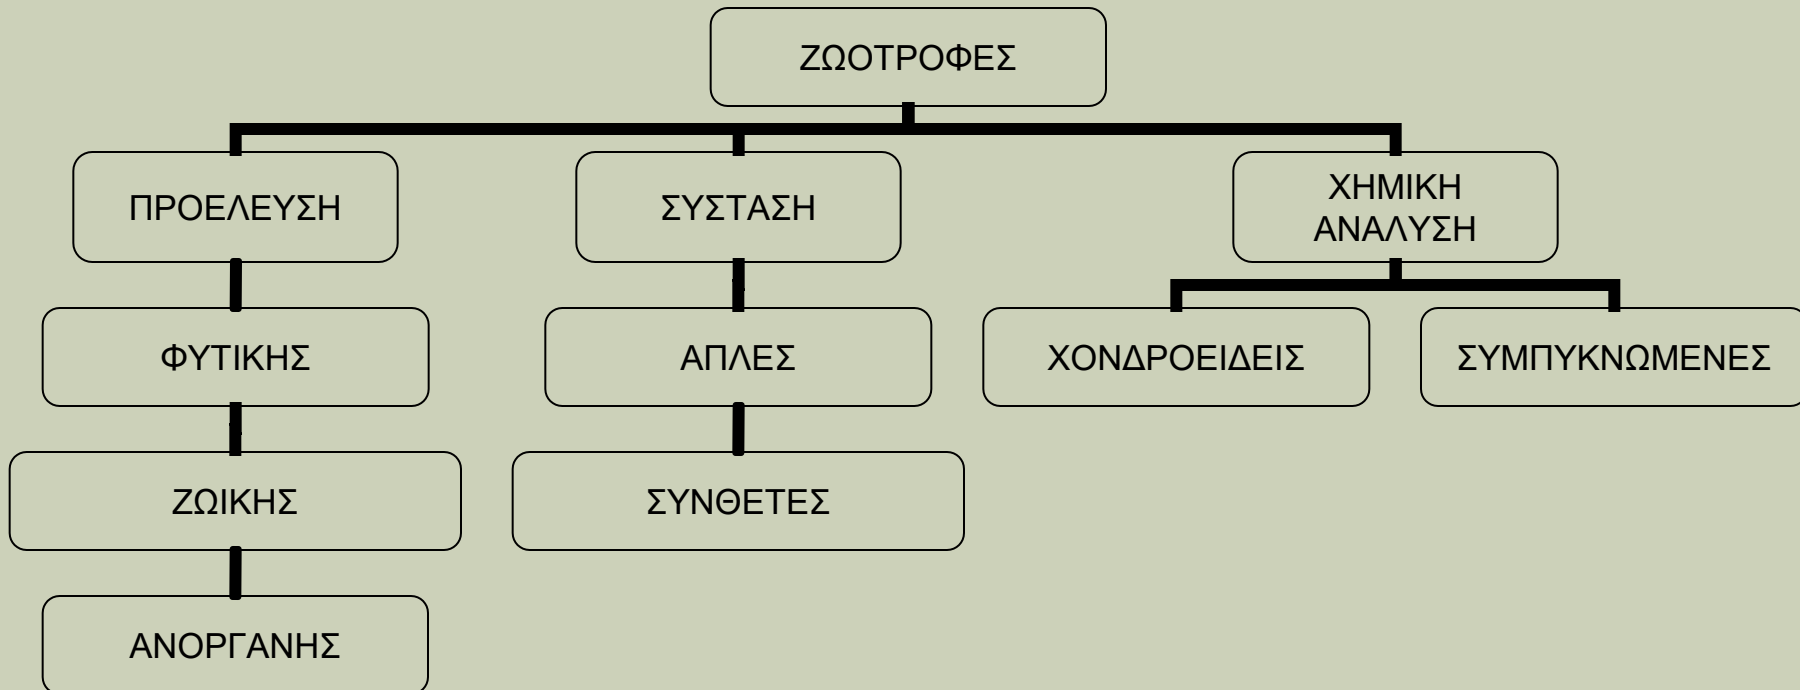 ΖΩΟΤΡΟΦΕΣ
ΠΡΟΕΛΕΥΣΗ
ΣΥΣΤΑΣΗ
ΧΗΜΙΚΗ
ΑΝΑΛΥΣΗ
ΦΥΤΙΚΗΣ
ΑΠΛΕΣ
ΧΟΝΔΡΟΕΙΔΕΙΣ
ΣΥΜΠΥΚΝΩΜΕΝΕΣ
ΖΩΙΚΗΣ
ΣΥΝΘΕΤΕΣ
ΑΝΟΡΓΑΝΗΣ